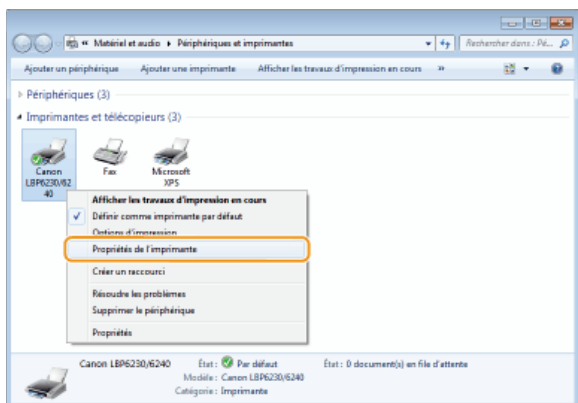 « Matériel et audio ▸ Périphériques et imprimantes
Rechercher dans : Pé...
Ajouter un périphérique Ajouter une imprimante Afficher les travaux d'impression en cours »
Périphériques (3)
Imprimantes et télécopieurs (3)
Canon LBP6230/62
40
Fax
Microsoft
XPS
Afficher les travaux d'impression en cours
Définir comme imprimante par défaut
Options d'impression
Propriétés de l'imprimante
Créer un raccourci
Résoudre les problèmes
Supprimer le périphérique
Propriétés
Canon LBP6230/6240 État : Par défaut État : 0 document(s) en file d'attente
Modèle : Canon LBP6230/6240
Catégorie : Imprimante